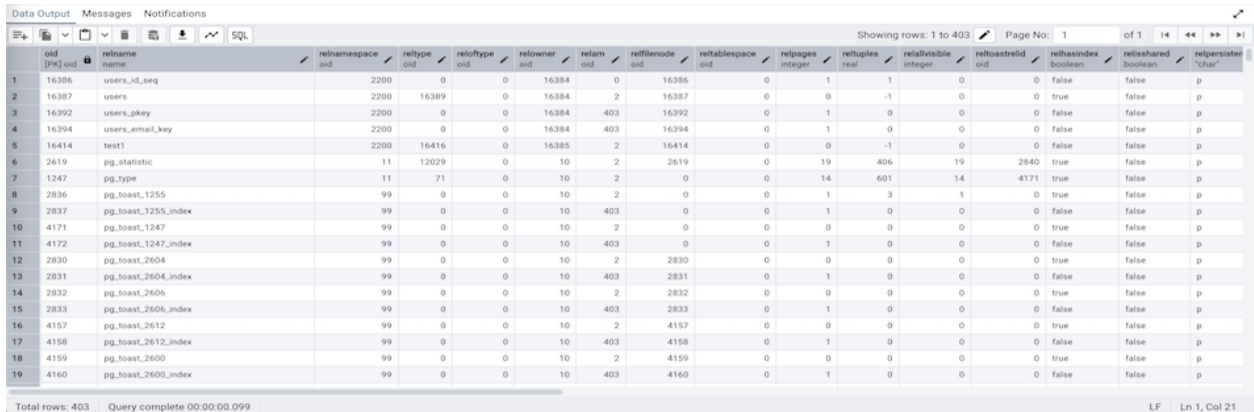 Data Output Messages Notifications
SQL Showing rows: 1 to 403 Page No: 1 of 1
oid relname relnamespace reltype reloftype relowner relam relfilenode reltablespace relpages reltuples relallvisible reltoastrelid relhasindex relisshared relpersisten
[PK] oid name oid oid oid oid oid oid oid integer real integer oid boolean boolean "char"
1 16386 users_id_seq 2200 0 0 16384 0 16386 0 1 1 0 0 false false p
2 16387 users 2200 16389 0 16384 2 16387 0 0 -1 0 0 true false p
3 16392 users_pkey 2200 0 0 16384 403 16392 0 1 0 0 0 false false p
4 16394 users_email_key 2200 0 0 16384 403 16394 0 1 0 0 0 false false p
5 16414 test1 2200 16416 0 16385 2 16414 0 0 -1 0 0 false false p
6 2619 pg_statistic 11 12029 0 10 2 2619 0 19 406 19 2840 true false p
7 1247 pg_type 11 71 0 10 2 0 0 14 601 14 4171 true false p
8 2836 pg_toast_1255 99 0 0 10 2 0 0 1 3 1 0 true false p
9 2837 pg_toast_1255_index 99 0 0 10 403 0 0 1 0 0 0 false false p
10 4171 pg_toast_1247 99 0 0 10 2 0 0 0 0 0 0 true false p
11 4172 pg_toast_1247_index 99 0 0 10 403 0 0 1 0 0 0 false false p
12 2830 pg_toast_2604 99 0 0 10 2 2830 0 0 0 0 0 true false p
13 2831 pg_toast_2604_index 99 0 0 10 403 2831 0 1 0 0 0 false false p
14 2832 pg_toast_2606 99 0 0 10 2 2832 0 0 0 0 0 true false p
15 2833 pg_toast_2606_index 99 0 0 10 403 2833 0 1 0 0 0 false false p
16 4157 pg_toast_2612 99 0 0 10 2 4157 0 0 0 0 0 true false p
17 4158 pg_toast_2612_index 99 0 0 10 403 4158 0 1 0 0 0 false false p
18 4159 pg_toast_2600 99 0 0 10 2 4159 0 0 0 0 0 true false p
19 4160 pg_toast_2600_index 99 0 0 10 403 4160 0 1 0 0 0 false false p
Total rows: 403 Query complete 00:00:00.099 LF Ln 1, Col 21